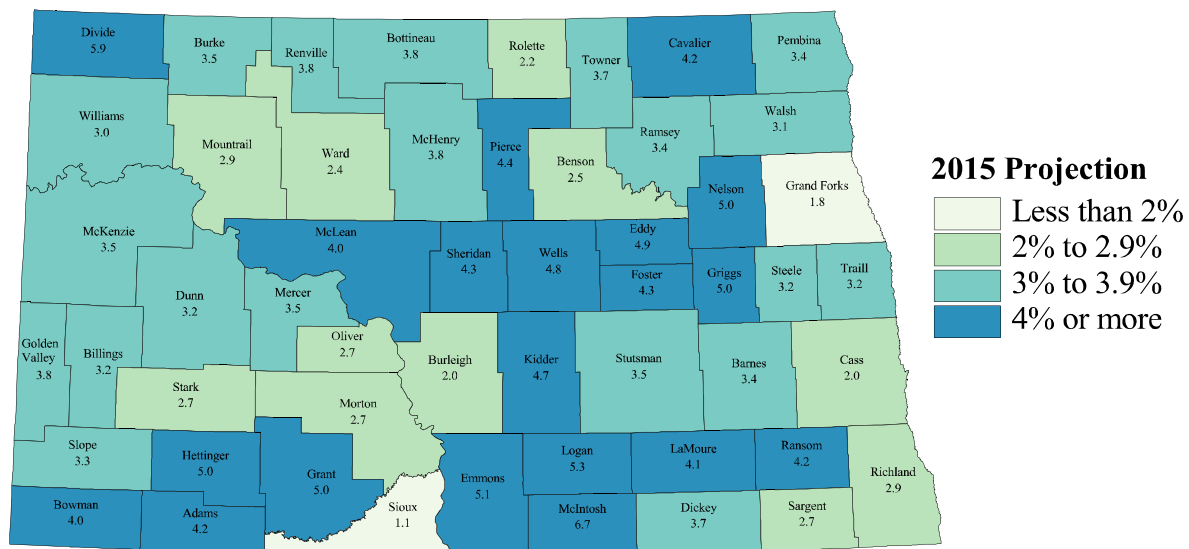 Divide
5.9
Burke
3.5
Renville
3.8
Bottineau
3.8
Rolette
2.2
Towner
3.7
Cavalier
4.2
Pembina
3.4
Williams
3.0
Mountrail
2.9
Ward
2.4
McHenry
3.8
Pierce
4.4
Benson
2.5
Ramsey
3.4
Walsh
3.1
Nelson
5.0
Grand Forks
1.8
2015 Projection
Less than 2%
2% to 2.9%
3% to 3.9%
4% or more
McKenzie
3.5
McLean
4.0
Sheridan
4.3
Wells
4.8
Eddy
4.9
Foster
4.3
Griggs
5.0
Steele
3.2
Traill
3.2
Dunn
3.2
Mercer
3.5
Oliver
2.7
Golden
Valley
3.8
Billings
3.2
Burleigh
2.0
Kidder
4.7
Stutsman
3.5
Barnes
3.4
Cass
2.0
Stark
2.7
Morton
2.7
Slope
3.3
Hettinger
5.0
Grant
5.0
Emmons
5.1
Logan
5.3
LaMoure
4.1
Ransom
4.2
Richland
2.9
Bowman
4.0
Adams
4.2
Sioux
1.1
McIntosh
6.7
Dickey
3.7
Sargent
2.7